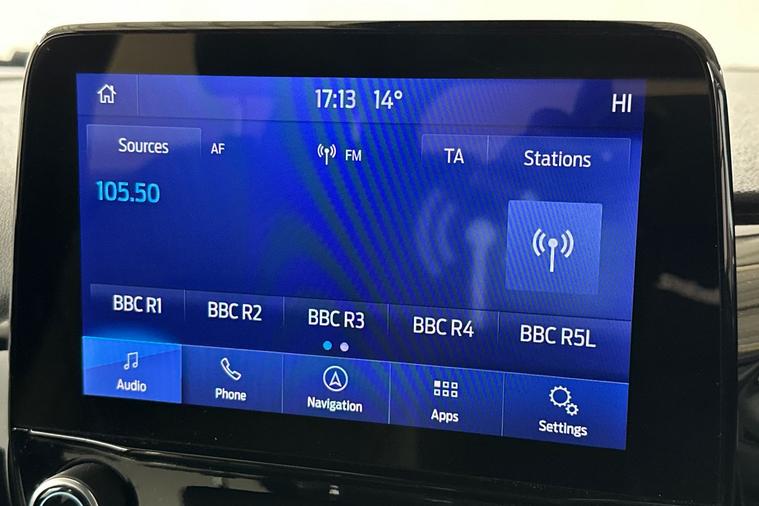 17:13 14° HI
Sources AF FM TA Stations
105.50
BBC R1 BBC R2 BBC R3 BBC R4 BBC R5L
Audio Phone Navigation Apps Settings